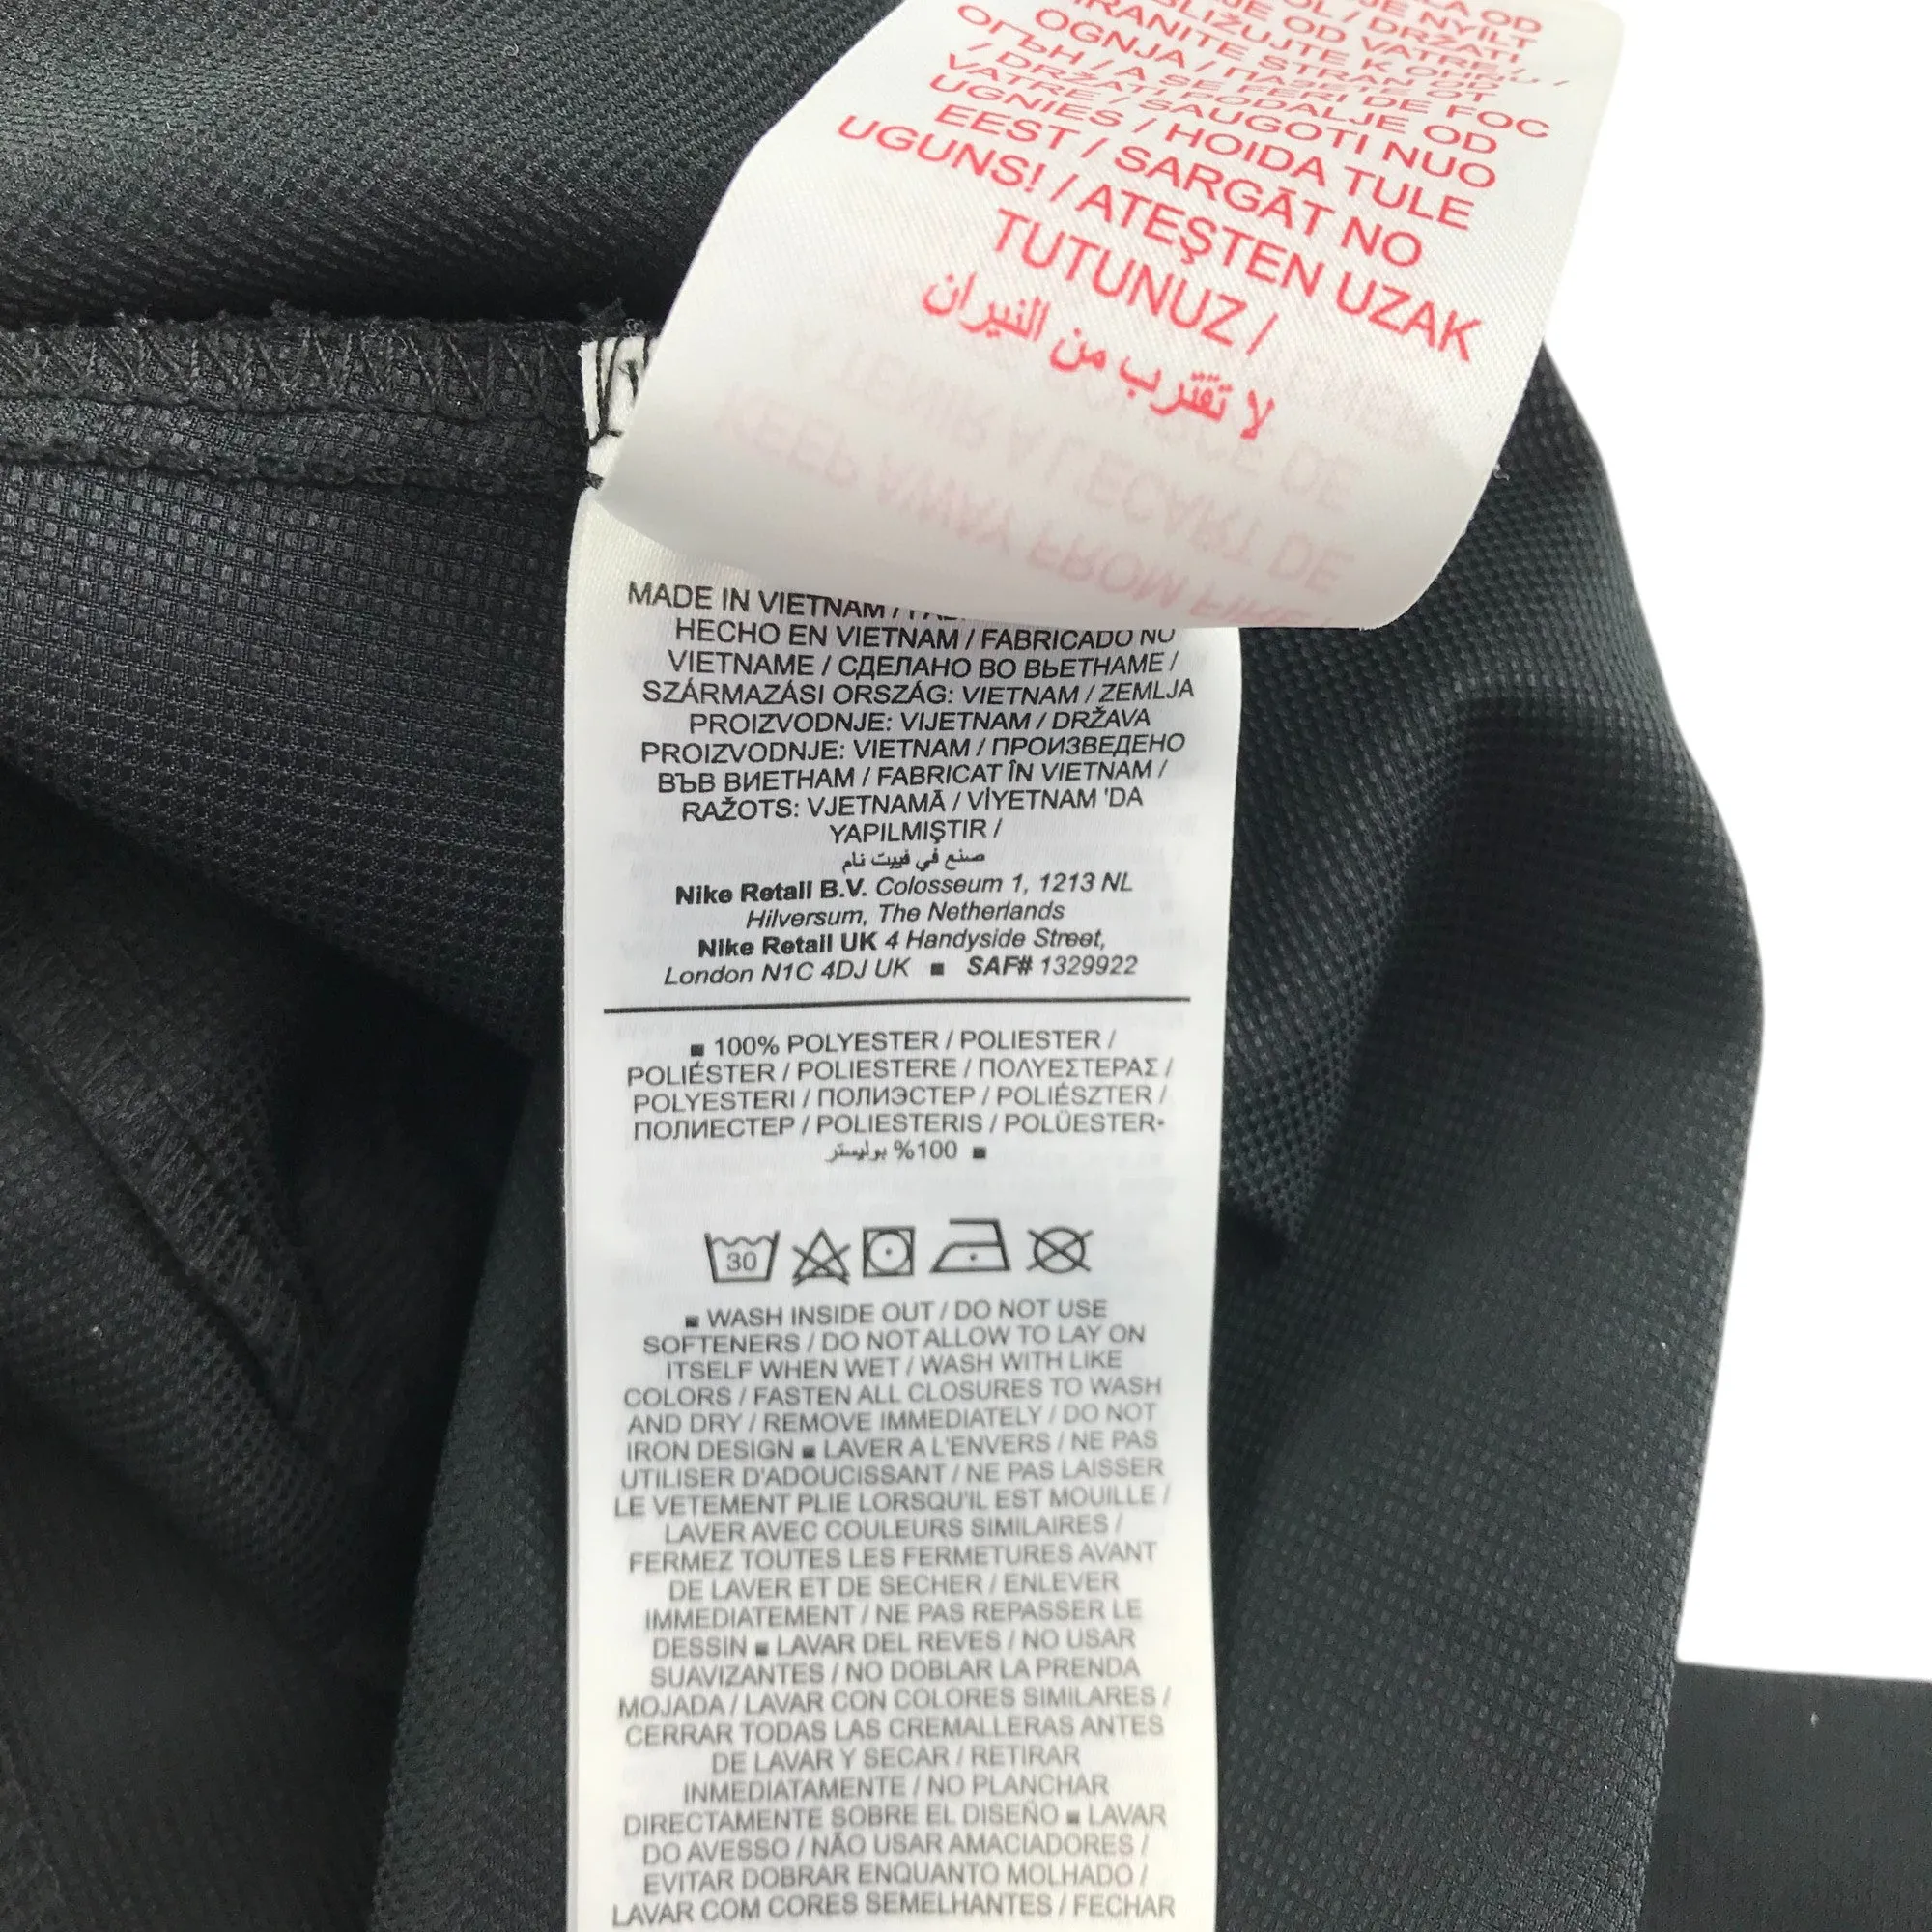 OGNJA / ПАЗЕТЕ ОТ
ОГЪН / A SE FERI DE FOC
/ DRŽATI PODALJE OD
VATRE / SAUGOTI NUO
UGNIES / HOIDA TULE
EEST / SARGĀT NO
UGUNS! / ATEŞTEN UZAK
TUTUNUZ /
لا تقترب من النيران
MADE IN VIETNAM /
HECHO EN VIETNAM / FABRICADO NO
VIETNAME / СДЕЛАНО ВО ВЬЕТНАМЕ /
SZÁRMAZÁSI ORSZÁG: VIETNAM / ZEMLJA
PROIZVODNJE: VIJETNAM / DRŽAVA
PROIZVODNJE: VIETNAM / ПРОИЗВЕДЕНО
ВЪВ ВИЕТНАМ / FABRICAT ÎN VIETNAM /
RAŽOTS: VJETNAMĀ / VİYETNAM 'DA
YAPILMIŞTIR /
صنع في فييت نام
Nike Retail B.V. Colosseum 1, 1213 NL
Hilversum, The Netherlands
Nike Retail UK 4 Handyside Street,
London N1C 4DJ UK ■ SAF# 1329922
■ 100% POLYESTER / POLIESTER /
POLIÉSTER / POLIESTERE / ΠΟΛΥΕΣΤΕΡΑΣ /
POLYESTERI / ПОЛИЭСТЕР / POLIÉSZTER /
ПОЛИЕСТЕР / POLIESTERIS / POLÜESTER•
100% بوليستر ■
30
■ WASH INSIDE OUT / DO NOT USE
SOFTENERS / DO NOT ALLOW TO LAY ON
ITSELF WHEN WET / WASH WITH LIKE
COLORS / FASTEN ALL CLOSURES TO WASH
AND DRY / REMOVE IMMEDIATELY / DO NOT
IRON DESIGN ■ LAVER A L'ENVERS / NE PAS
UTILISER D'ADOUCISSANT / NE PAS LAISSER
LE VETEMENT PLIE LORSQU'IL EST MOUILLE /
LAVER AVEC COULEURS SIMILAIRES /
FERMEZ TOUTES LES FERMETURES AVANT
DE LAVER ET DE SECHER / ENLEVER
IMMEDIATEMENT / NE PAS REPASSER LE
DESSIN ■ LAVAR DEL REVES / NO USAR
SUAVIZANTES / NO DOBLAR LA PRENDA
MOJADA / LAVAR CON COLORES SIMILARES /
CERRAR TODAS LAS CREMALLERAS ANTES
DE LAVAR Y SECAR / RETIRAR
INMEDIATAMENTE / NO PLANCHAR
DIRECTAMENTE SOBRE EL DISEÑO ■ LAVAR
DO AVESSO / NÃO USAR AMACIADORES /
EVITAR DOBRAR ENQUANTO MOLHADO /
LAVAR COM CORES SEMELHANTES / FECHAR